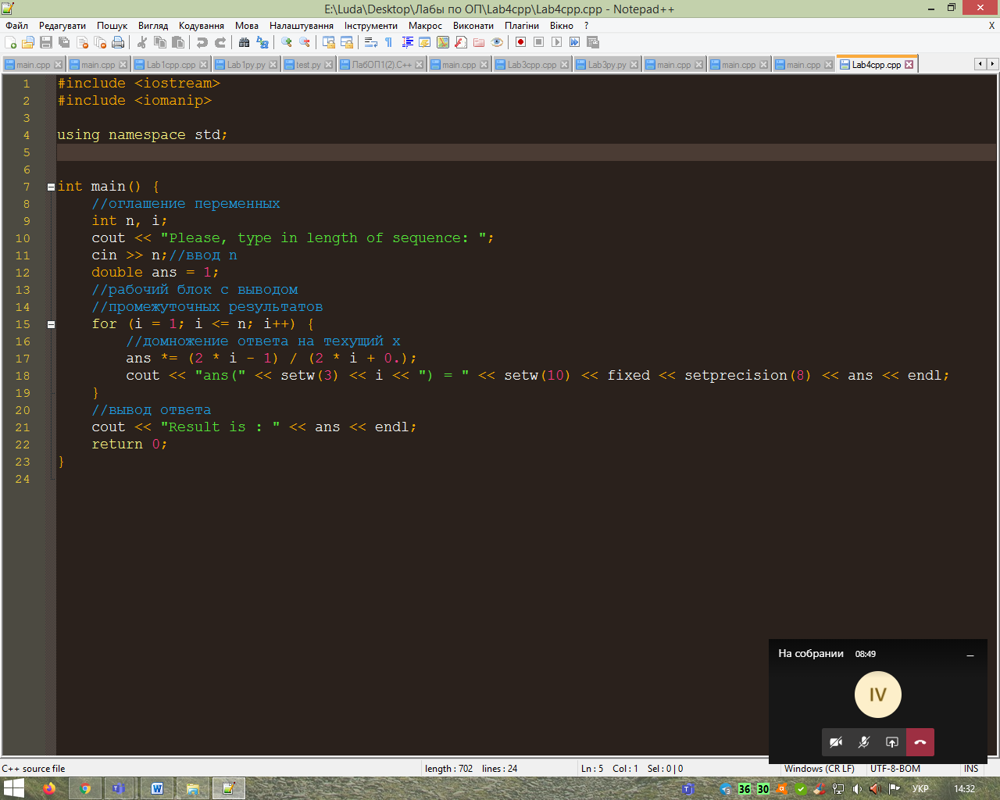 E:\Luda\Desktop\Лабы по ОП\Lab4cpp\Lab4cpp.cpp - Notepad++
Файл Редагувати Пошук Вигляд Кодування Мова Налаштування Інструменти Макрос Виконати Плагіни Вікно ? X
main.cpp main.cpp Lab1cpp.cpp Lab1py.py test.py ЛабОП1(2).C++ main.cpp Lab3cpp.cpp Lab3py.py main.cpp main.cpp main.cpp Lab4cpp.cpp
1 #include <iostream>
2 #include <iomanip>
3
4 using namespace std;
5
6
7 int main() {
8 //оглашение переменных
9 int n, i;
10 cout << "Please, type in length of sequence: ";
11 cin >> n;//ввод n
12 double ans = 1;
13 //рабочий блок с выводом
14 //промежуточных результатов
15 for (i = 1; i <= n; i++) {
16 //домножение ответа на техущий x
17 ans *= (2 * i - 1) / (2 * i + 0.);
18 cout << "ans(" << setw(3) << i << ") = " << setw(10) << fixed << setprecision(8) << ans << endl;
19 }
20 //вывод ответа
21 cout << "Result is : " << ans << endl;
22 return 0;
23 }
24
На собрании 08:49
IV
C++ source file length : 702 lines : 24 Ln : 5 Col : 1 Sel : 0 | 0 Windows (CR LF) UTF-8-BOM INS
36 30 УКР 14:32